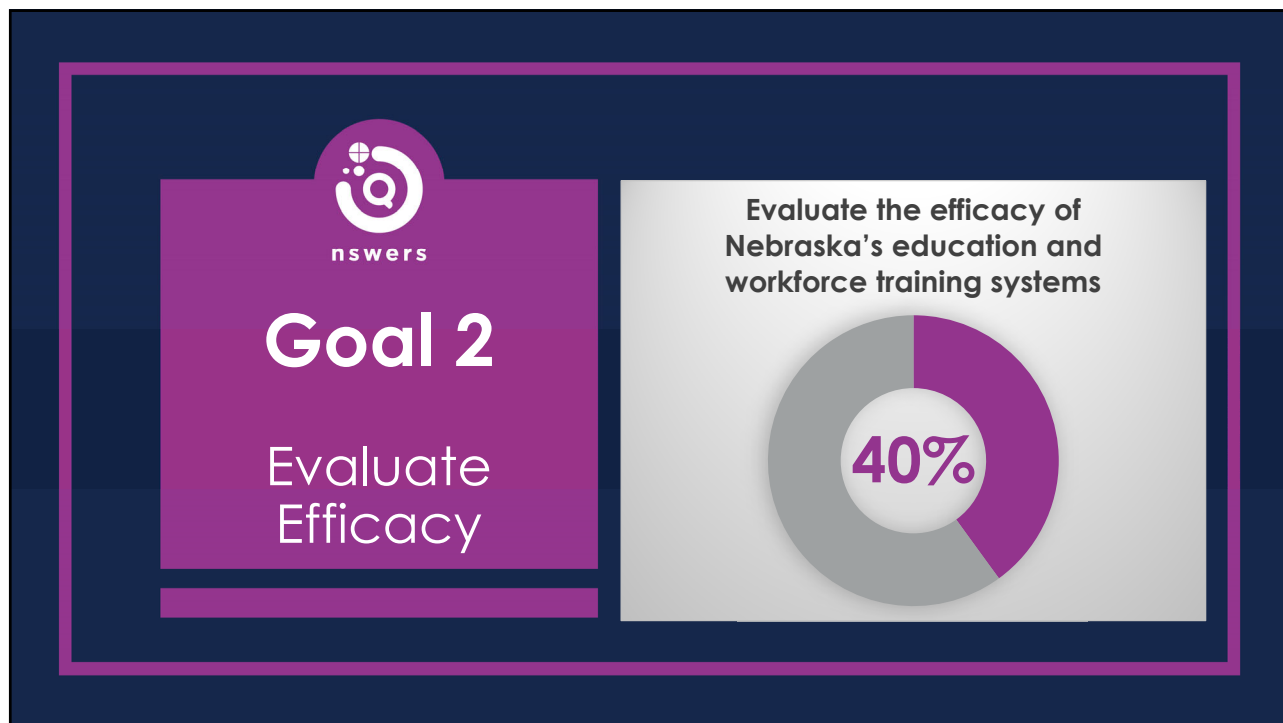 nswers
Goal 2
Evaluate
Efficacy
Evaluate the efficacy of
Nebraska’s education and
workforce training systems
40%